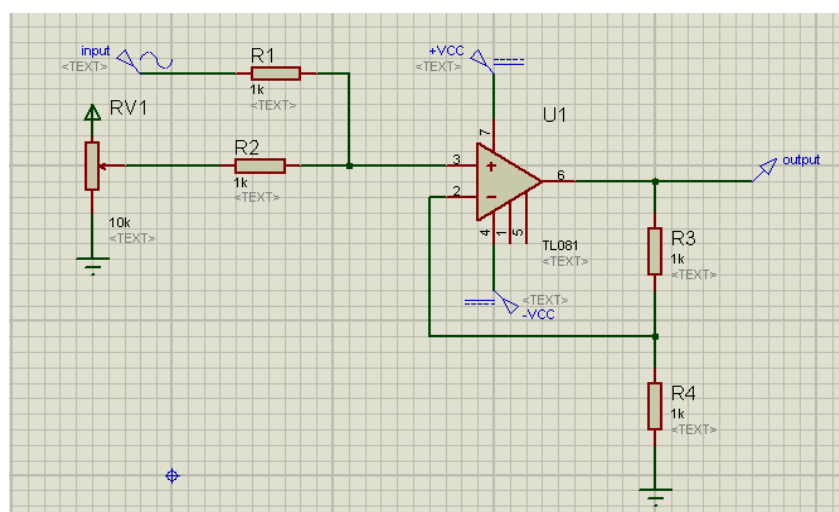 input
<TEXT>
R1
1k
<TEXT>
+VCC
<TEXT>
RV1
10k
<TEXT>
R2
1k
<TEXT>
U1
7
3
2
6
4
1
5
TL081
<TEXT>
<TEXT>
-VCC
output
R3
1k
<TEXT>
R4
1k
<TEXT>